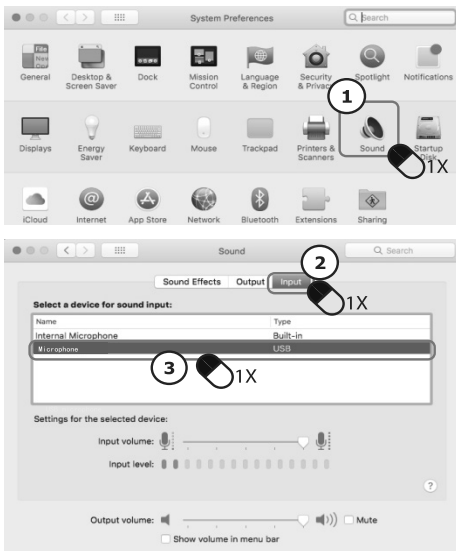 System Preferences
Search
File
New
General
Desktop &
Screen Saver
Dock
Mission
Control
Language
& Region
Security
& Privacy
Spotlight
Notifications
1
Displays
Energy
Saver
Keyboard
Mouse
Trackpad
Printers &
Scanners
Sound
Startup
Disk
1X
iCloud
Internet
App Store
Network
Bluetooth
Extensions
Sharing
Sound
Search
2
Sound Effects Output Input
1X
Select a device for sound input:
Name Type
Internal Microphone Built-in
Microphone USB
3
1X
Settings for the selected device:
Input volume:
Input level:
?
Output volume: Mute
Show volume in menu bar